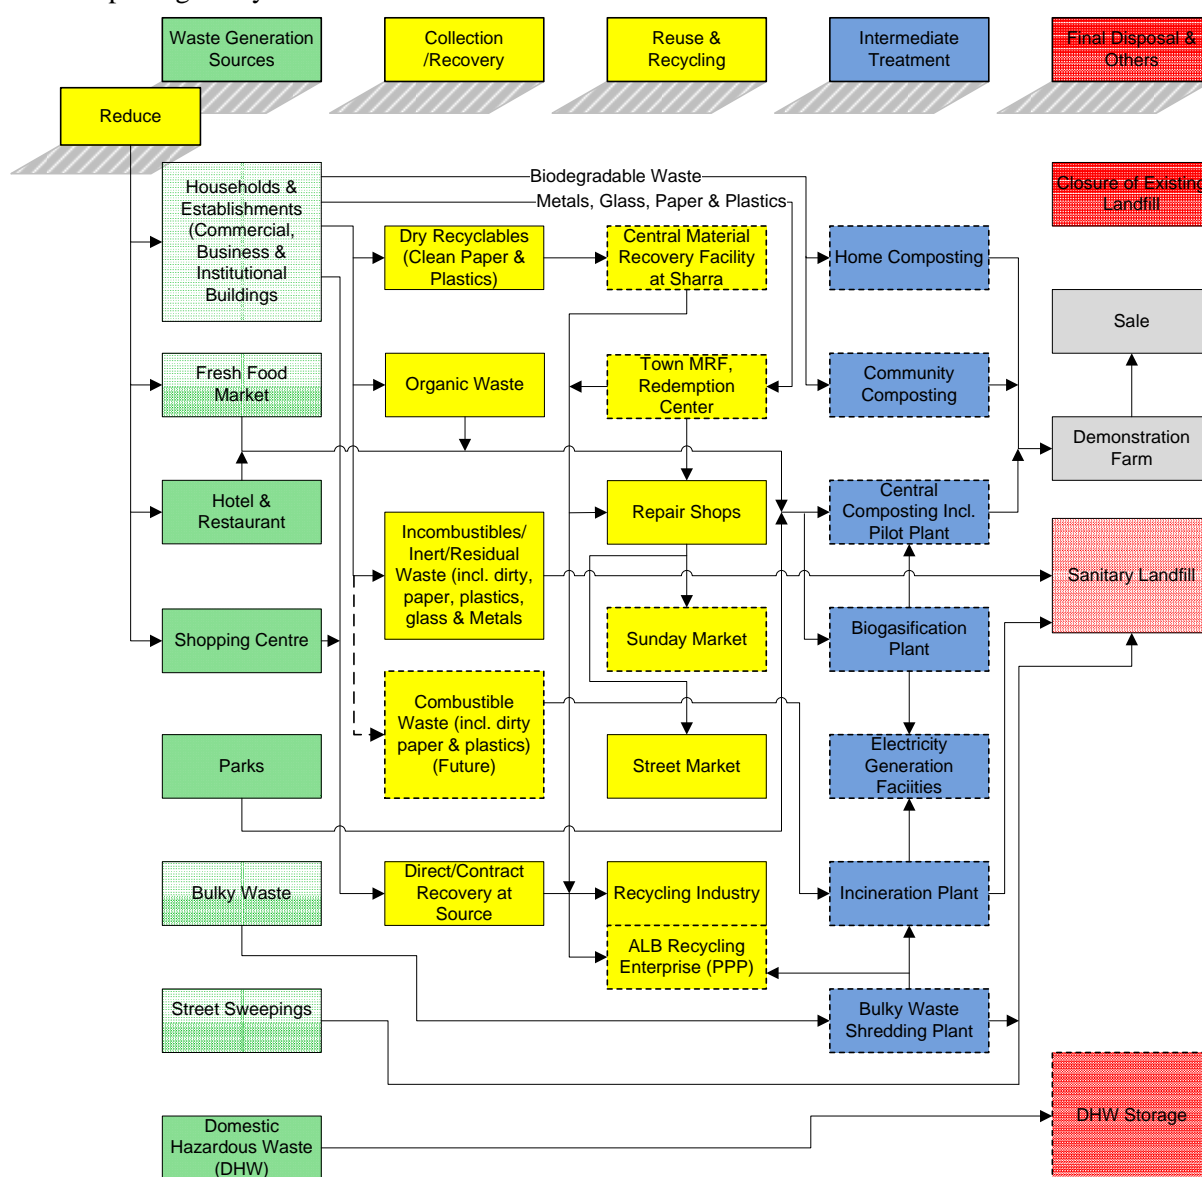 Waste Generation
Sources
Collection
/Recovery
Reuse &
Recycling
Intermediate
Treatment
Final Disposal &
Others
Reduce
Households &
Establishments
(Commercial,
Business &
Institutional
Buildings
Biodegradable Waste
Metals, Glass, Paper & Plastics
Closure of Existing
Landfill
Dry Recyclables
(Clean Paper &
Plastics)
Central Material
Recovery Facility
at Sharra
Home Composting
Sale
Fresh Food
Market
Organic Waste
Town MRF,
Redemption
Center
Community
Composting
Demonstration
Farm
Hotel &
Restaurant
Incombustibles/
Inert/Residual
Waste (incl. dirty,
paper, plastics,
glass & Metals
Repair Shops
Central
Composting Incl.
Pilot Plant
Sanitary Landfill
Shopping Centre
Sunday Market
Biogasification
Plant
Parks
Combustible
Waste (incl. dirty
paper & plastics)
(Future)
Street Market
Electricity
Generation
Faciities
Bulky Waste
Direct/Contract
Recovery at
Source
Recycling Industry
Incineration Plant
ALB Recycling
Enterprise (PPP)
Street Sweepings
Bulky Waste
Shredding Plant
Domestic
Hazardous Waste
(DHW)
DHW Storage